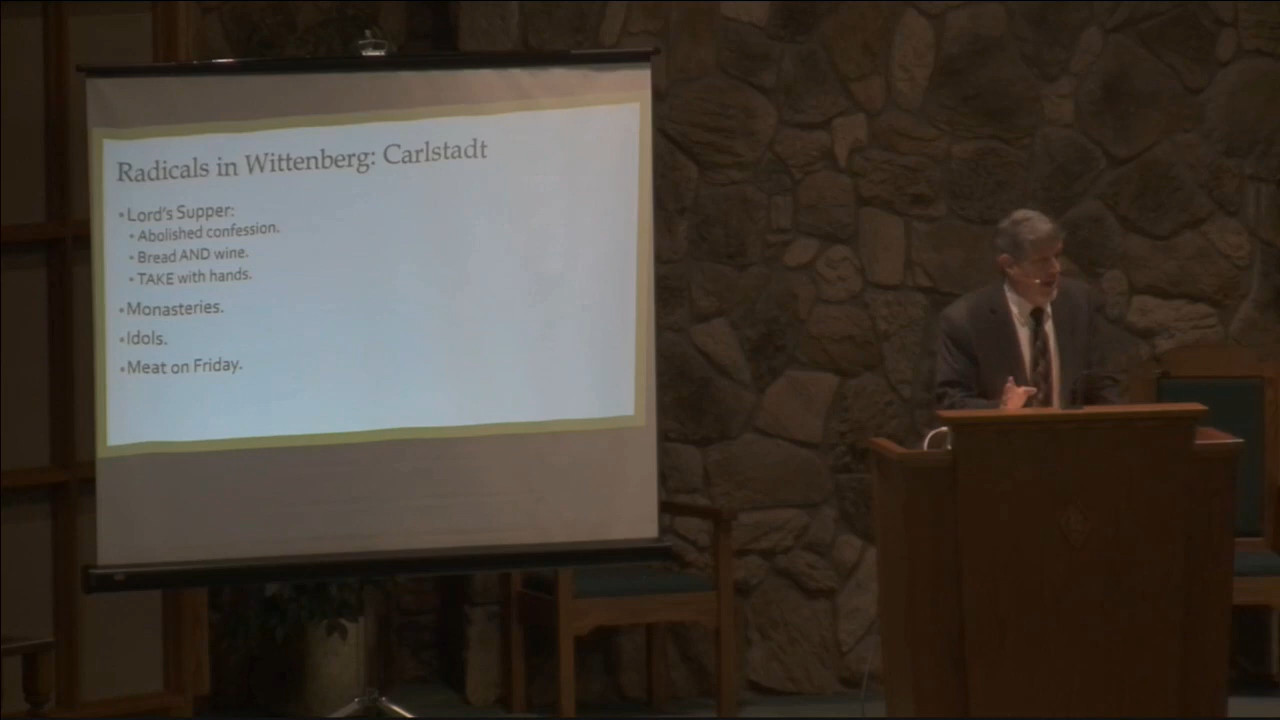 Radicals in Wittenberg: Carlstadt
• Lord's Supper:
• Abolished confession.
• Bread AND wine.
• TAKE with hands.
• Monasteries.
• Idols.
• Meat on Friday.